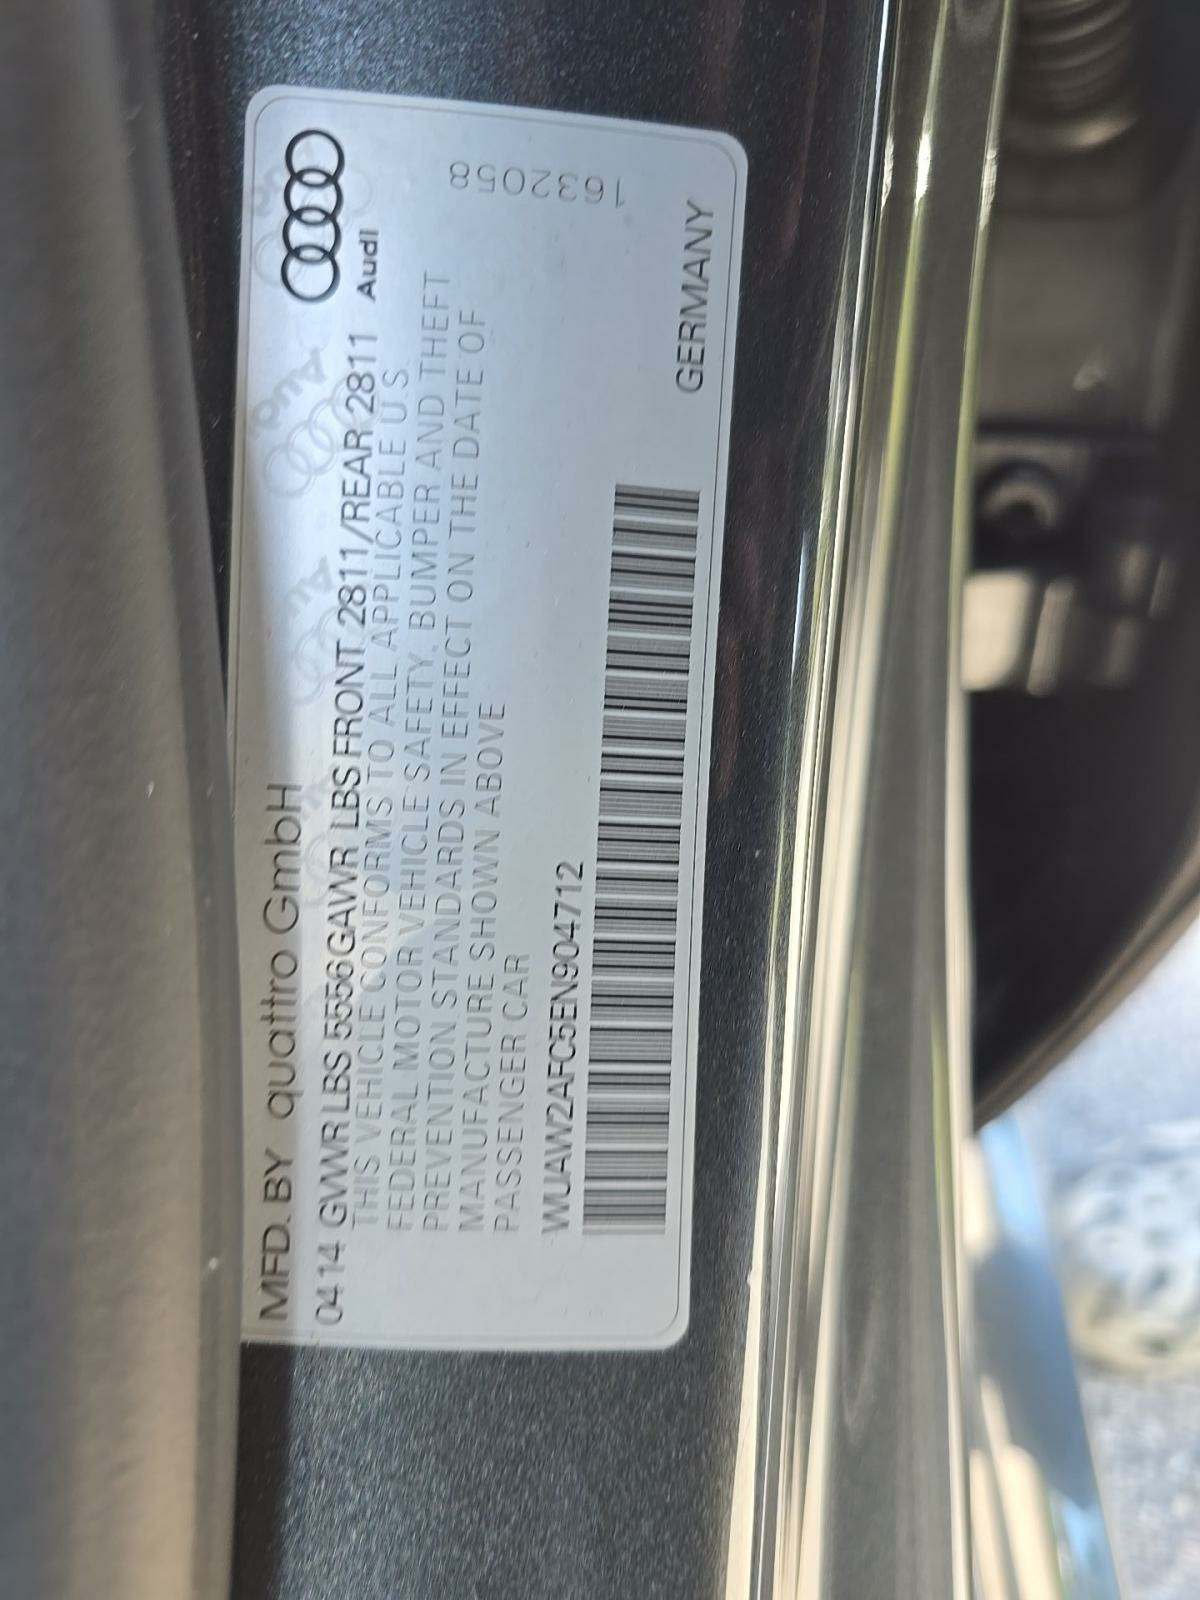 MFD. BY quattro GmbH
0414 GVWR LBS 5556 GAWR LBS FRONT 2811/REAR 2811
Audi
THIS VEHICLE CONFORMS TO ALL APPLICABLE U.S.
FEDERAL MOTOR VEHICLE SAFETY, BUMPER AND THEFT
PREVENTION STANDARDS IN EFFECT ON THE DATE OF
MANUFACTURE SHOWN ABOVE
PASSENGER CAR
1632058
WUAW2AFC5EN904712
GERMANY